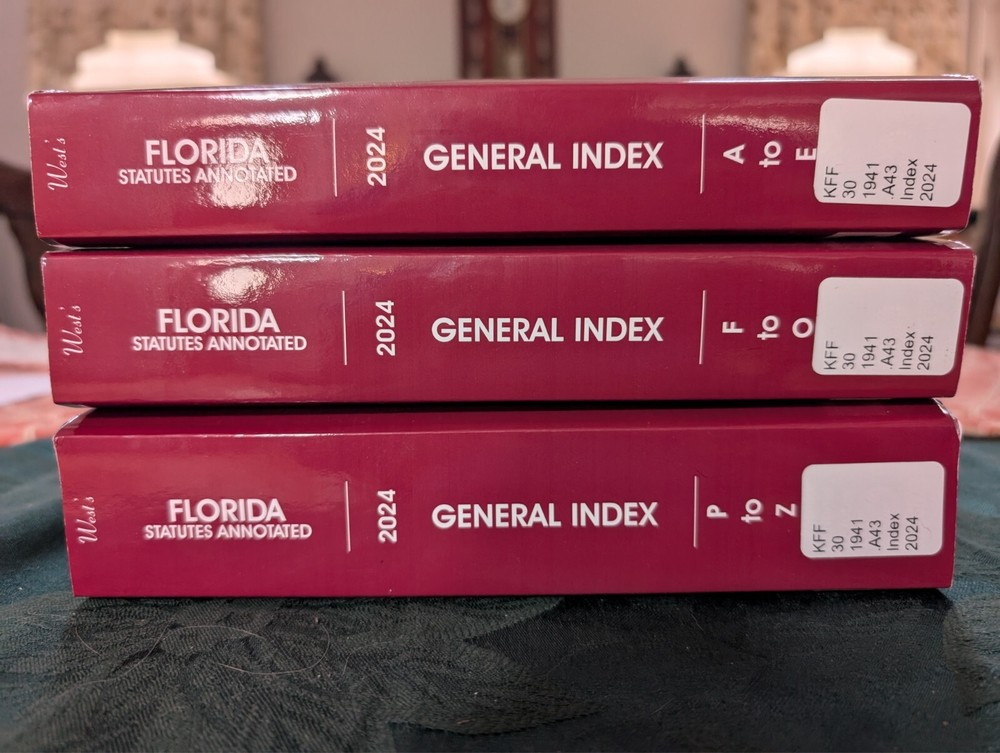 West's
FLORIDA
STATUTES ANNOTATED
2024
GENERAL INDEX
A
to
E
KFF
30
1941
.A43
Index
2024
West's
FLORIDA
STATUTES ANNOTATED
2024
GENERAL INDEX
F
to
O
KFF
30
1941
.A43
Index
2024
West's
FLORIDA
STATUTES ANNOTATED
2024
GENERAL INDEX
P
to
Z
KFF
30
1941
.A43
Index
2024